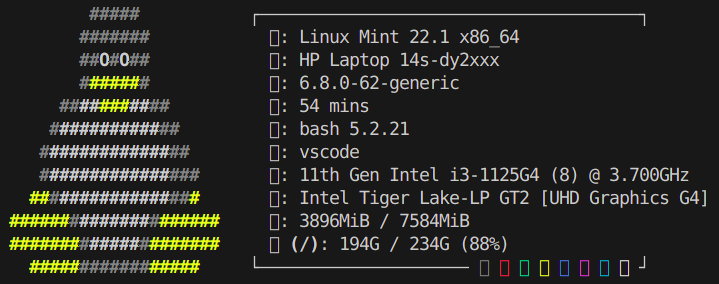 #####
#######
##O#O##
#######
###########
#############
###############
################
#################
#####################
#####################
#################
▯: Linux Mint 22.1 x86_64
▯: HP Laptop 14s-dy2xxx
▯: 6.8.0-62-generic
▯: 54 mins
▯: bash 5.2.21
▯: vscode
▯: 11th Gen Intel i3-1125G4 (8) @ 3.700GHz
▯: Intel Tiger Lake-LP GT2 [UHD Graphics G4]
▯: 3896MiB / 7584MiB
▯ (/): 194G / 234G (88%)
▯ ▯ ▯ ▯ ▯ ▯ ▯ ▯